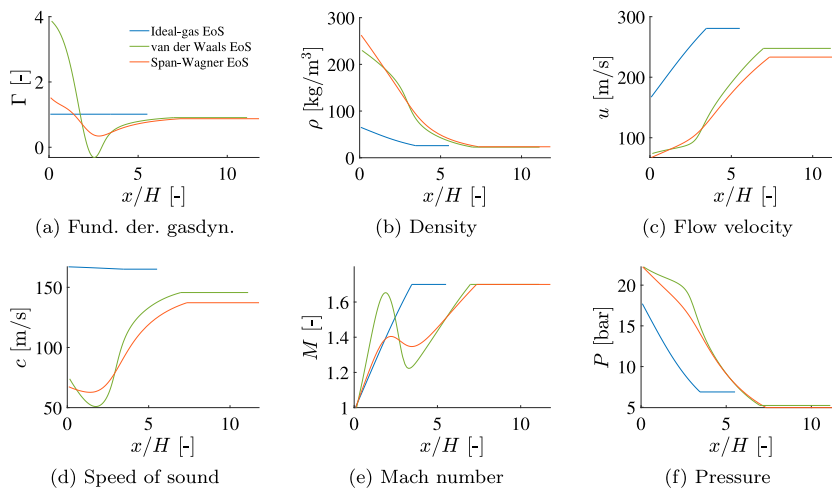 4
2
0
Γ [-]
Ideal-gas EoS
van der Waals EoS
Span-Wagner EoS
0 5 10
x/H [-]
(a) Fund. der. gasdyn.
300
200
100
0
ρ [kg/m³]
0 5 10
x/H [-]
(b) Density
300
200
100
u [m/s]
0 5 10
x/H [-]
(c) Flow velocity
150
100
50
c [m/s]
0 5 10
x/H [-]
(d) Speed of sound
1.6
1.4
1.2
1
M [-]
0 5 10
x/H [-]
(e) Mach number
20
15
10
5
P [bar]
0 5 10
x/H [-]
(f) Pressure